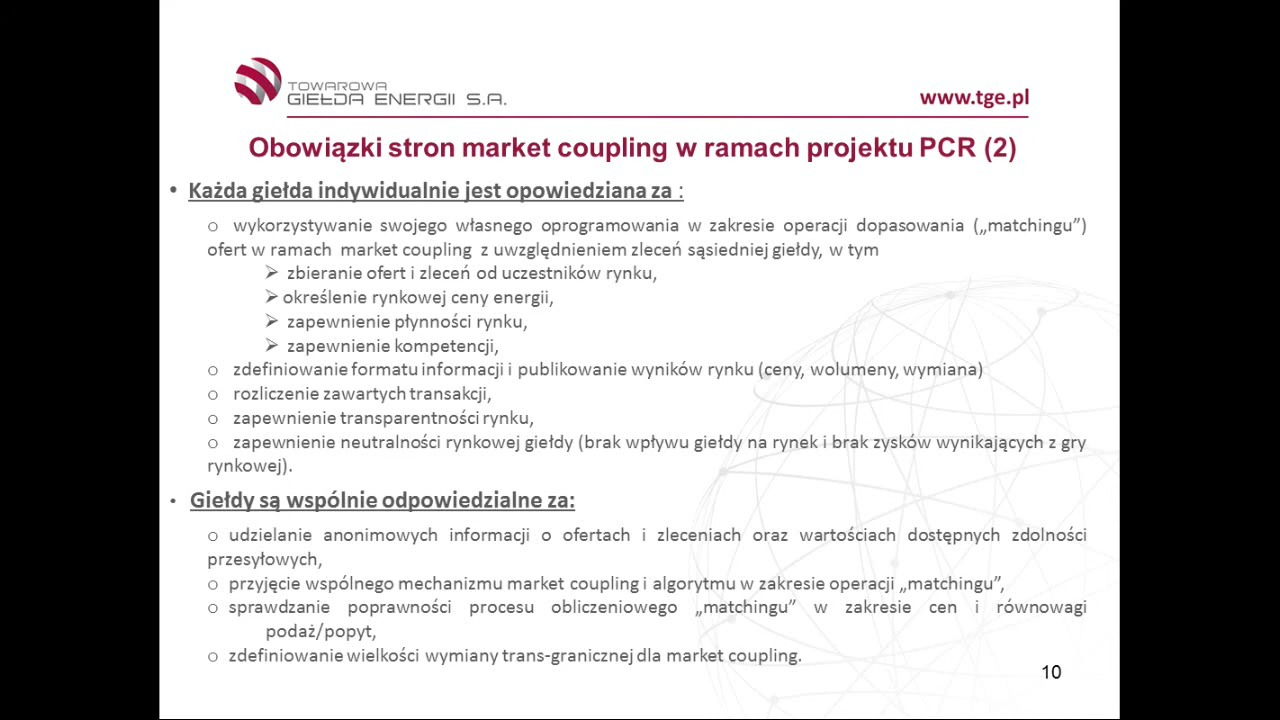 TOWAROWA
GIEŁDA ENERGII S.A.
www.tge.pl
Obowiązki stron market coupling w ramach projektu PCR (2)
• Każda giełda indywidualnie jest opowiedziana za :
o wykorzystywanie swojego własnego oprogramowania w zakresie operacji dopasowania („matchingu”)
ofert w ramach market coupling z uwzględnieniem zleceń sąsiedniej giełdy, w tym
➢ zbieranie ofert i zleceń od uczestników rynku,
➢ określenie rynkowej ceny energii,
➢ zapewnienie płynności rynku,
➢ zapewnienie kompetencji,
o zdefiniowanie formatu informacji i publikowanie wyników rynku (ceny, wolumeny, wymiana)
o rozliczenie zawartych transakcji,
o zapewnienie transparentności rynku,
o zapewnienie neutralności rynkowej giełdy (brak wpływu giełdy na rynek i brak zysków wynikających z gry
rynkowej).
• Giełdy są wspólnie odpowiedzialne za:
o udzielanie anonimowych informacji o ofertach i zleceniach oraz wartościach dostępnych zdolności
przesyłowych,
o przyjęcie wspólnego mechanizmu market coupling i algorytmu w zakresie operacji „matchingu”,
o sprawdzanie poprawności procesu obliczeniowego „matchingu” w zakresie cen i równowagi
podaż/popyt,
o zdefiniowanie wielkości wymiany trans-granicznej dla market coupling.
10